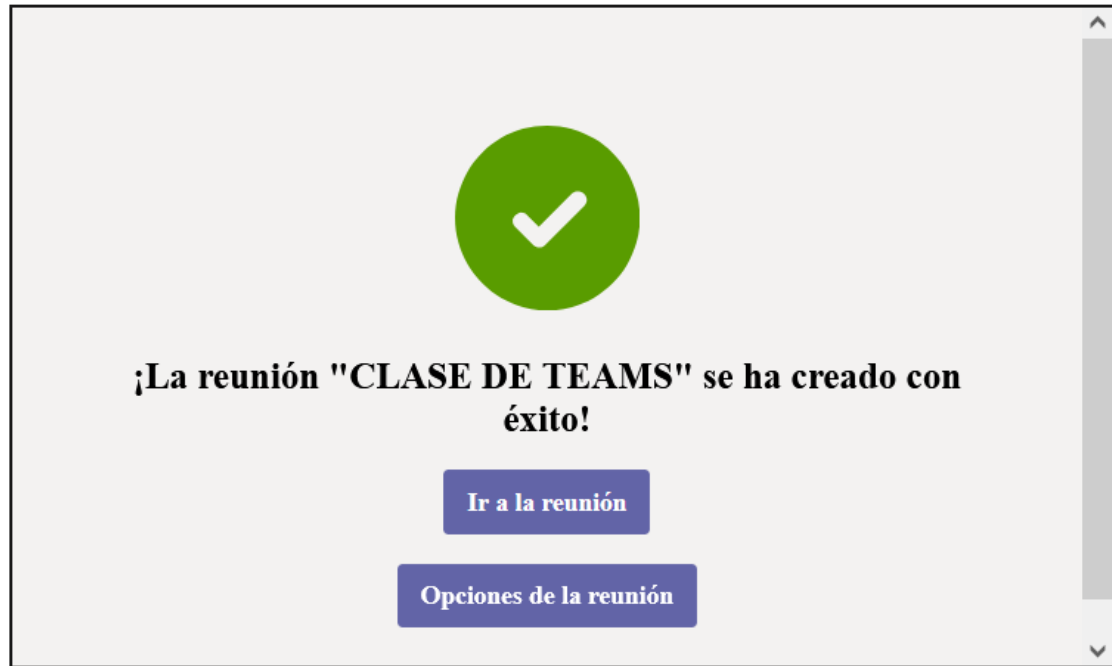 ¡La reunión "CLASE DE TEAMS" se ha creado con
éxito!
Ir a la reunión
Opciones de la reunión